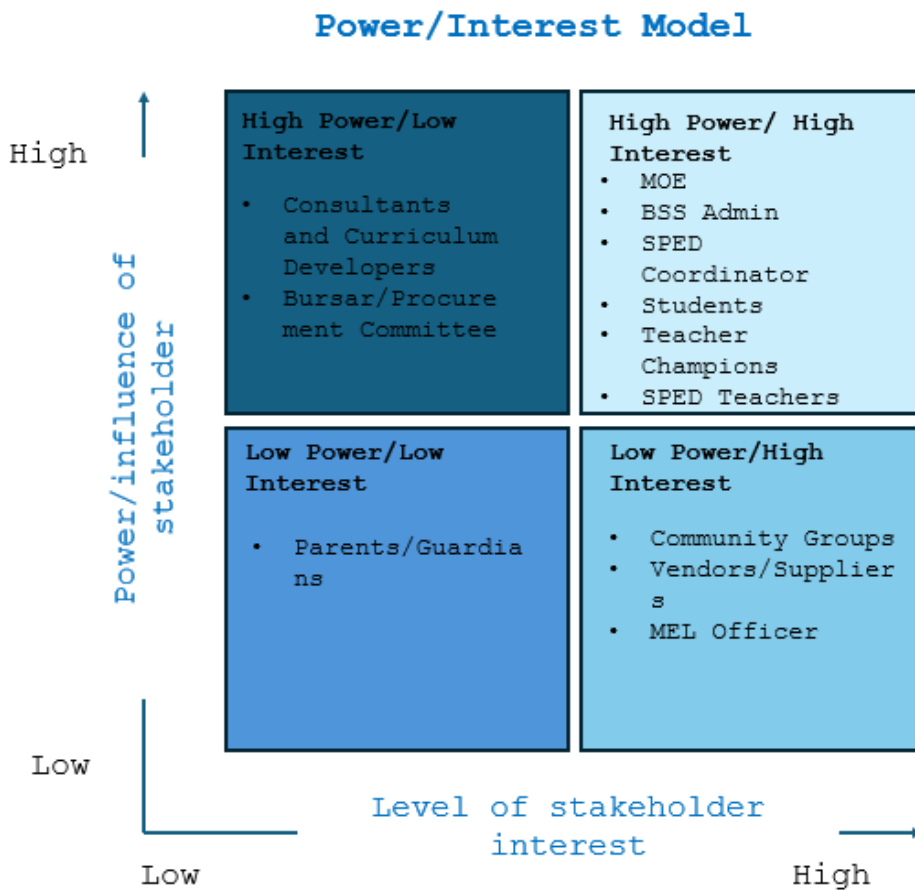 Power/Interest Model
High
Power/influence of
stakeholder
Low
High Power/Low
Interest
• Consultants
and Curriculum
Developers
• Bursar/Procure
ment Committee
High Power/ High
Interest
• MOE
• BSS Admin
• SPED
Coordinator
• Students
• Teacher
Champions
• SPED Teachers
Low Power/Low
Interest
• Parents/Guardia
ns
Low Power/High
Interest
• Community Groups
• Vendors/Supplier
s
• MEL Officer
Level of stakeholder
interest
Low
High